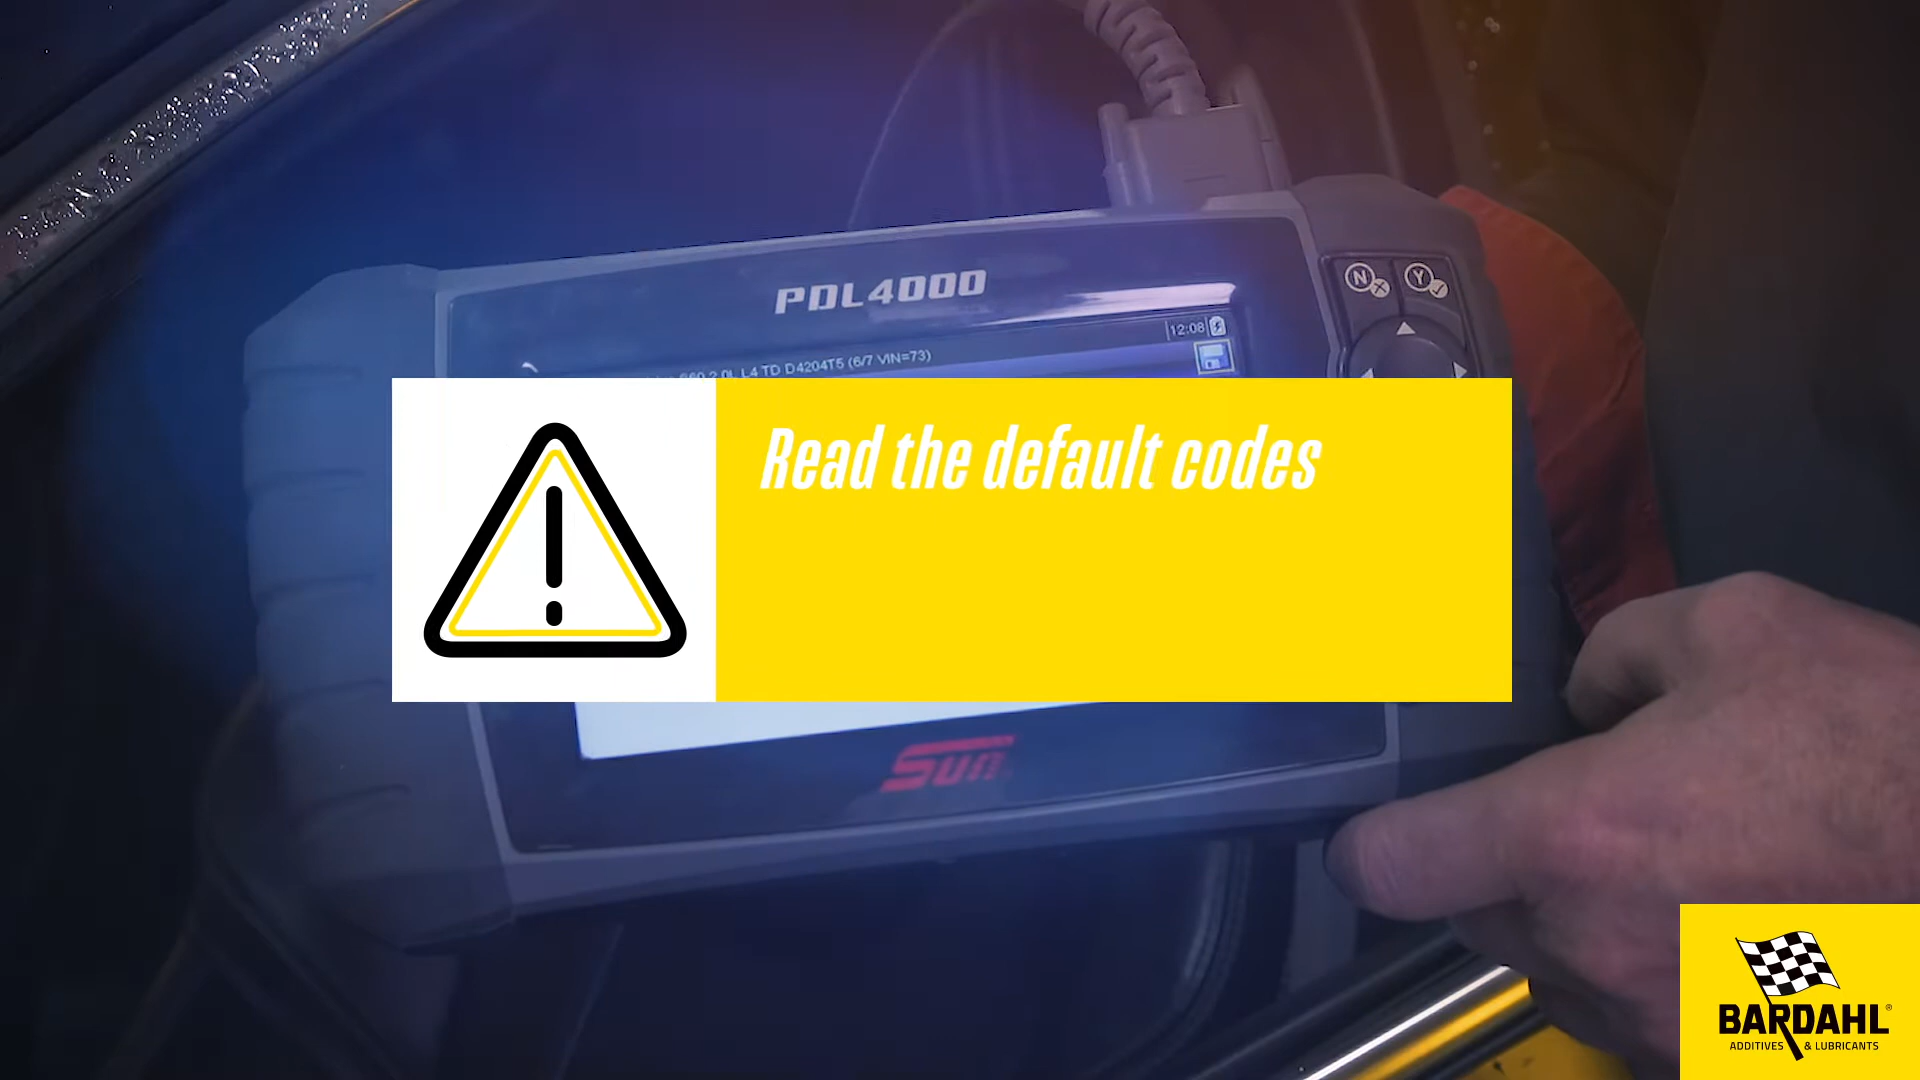 PDL4000
N
Y
12:08
S60 2.0L L4 TD D4204T5 (6/7 VIN=73)
Read the default codes
Sun
BARDAHL®
ADDITIVES & LUBRICANTS